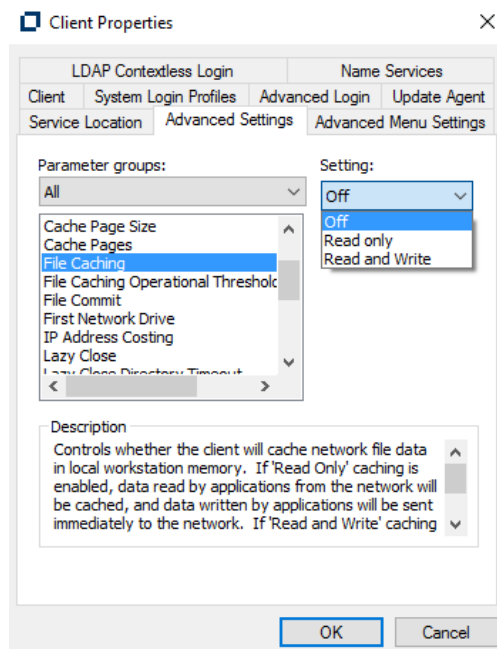 Client Properties
LDAP Contextless Login
Name Services
Client
System Login Profiles
Advanced Login
Update Agent
Service Location
Advanced Settings
Advanced Menu Settings
Parameter groups:
Setting:
All
Off
Off
Read only
Read and Write
Cache Page Size
Cache Pages
File Caching
File Caching Operational Threshold
File Commit
First Network Drive
IP Address Costing
Lazy Close
Lazy Close Directory Timeout
Description
Controls whether the client will cache network file data
in local workstation memory. If 'Read Only' caching is
enabled, data read by applications from the network will
be cached, and data written by applications will be sent
immediately to the network. If 'Read and Write' caching
OK
Cancel